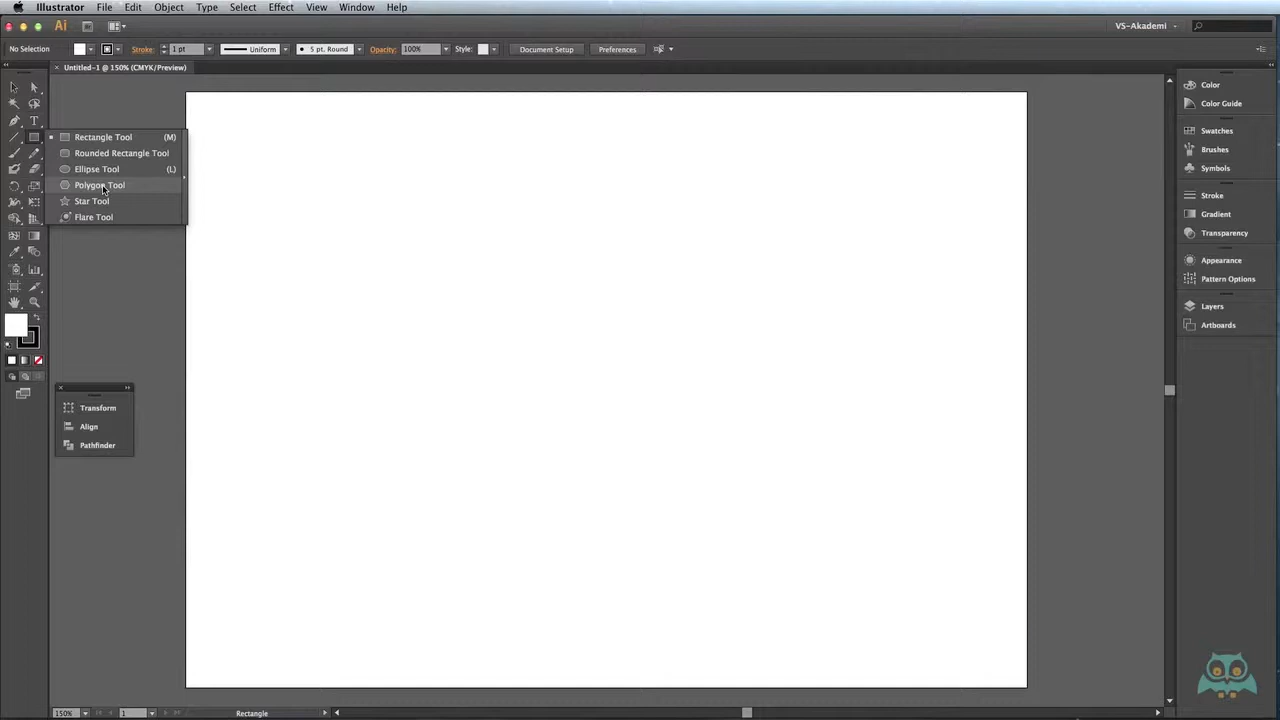 Illustrator File Edit Object Type Select Effect View Window Help
Ai VS-Akademi
No Selection Stroke: 1 pt Uniform 5 pt. Round Opacity: 100% Style: Document Setup Preferences
Untitled-1 @ 150% (CMYK/Preview)
Rectangle Tool (M)
Rounded Rectangle Tool
Ellipse Tool (L)
Polygon Tool
Star Tool
Flare Tool
Transform
Align
Pathfinder
Color
Color Guide
Swatches
Brushes
Symbols
Stroke
Gradient
Transparency
Appearance
Pattern Options
Layers
Artboards
150% 1 Rectangle